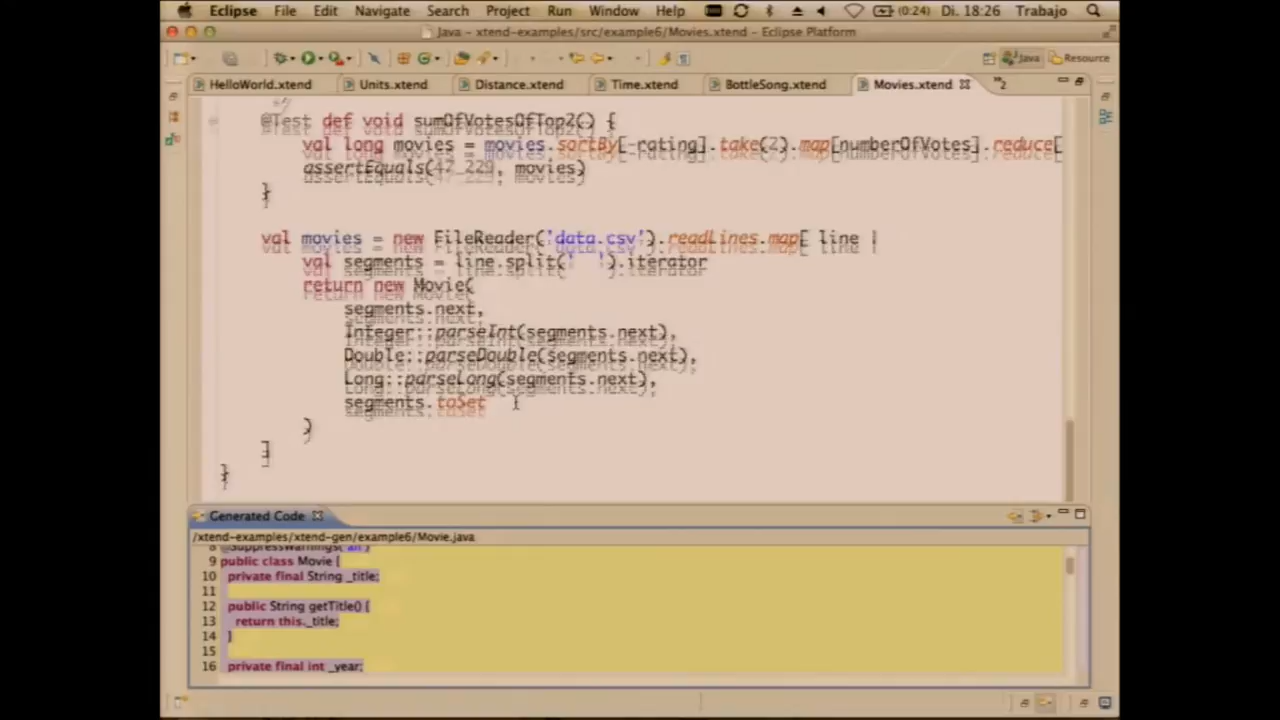 Eclipse File Edit Navigate Search Project Run Window Help (0:24) Di. 18:26 Trabajo
Java – xtend-examples/src/example6/Movies.xtend – Eclipse Platform
Java Resource
HelloWorld.xtend Units.xtend Distance.xtend Time.xtend BottleSong.xtend Movies.xtend »2
*/
@Test def void sumOfVotesOfTop2() {
val long movies = movies.sortBy[-rating].take(2).map[numberOfVotes].reduce[
assertEquals(47_229, movies)
}
val movies = new FileReader('data.csv').readLines.map[ line |
val segments = line.split('  ').iterator
return new Movie(
segments.next,
Integer::parseInt(segments.next),
Double::parseDouble(segments.next),
Long::parseLong(segments.next),
segments.toSet
)
]
}
Generated Code
/xtend-examples/xtend-gen/example6/Movie.java
8 @SuppressWarnings("all")
9 public class Movie {
10 private final String _title;
11
12 public String getTitle() {
13 return this._title;
14 }
15
16 private final int _year;